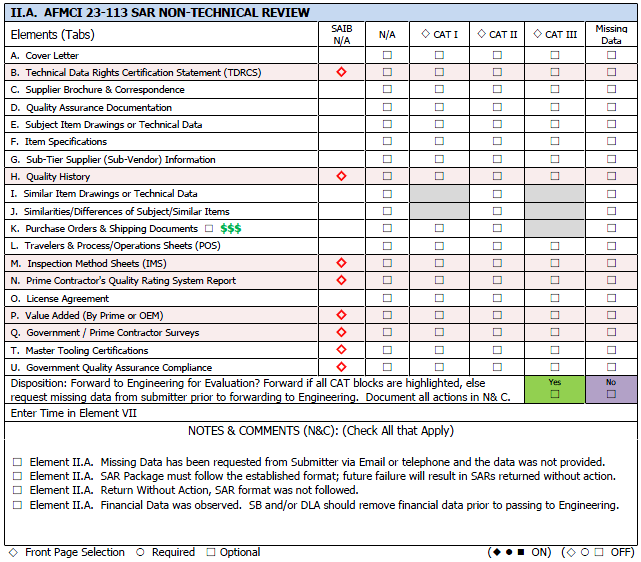 II.A. AFMCI 23-113 SAR NON-TECHNICAL REVIEW
Elements (Tabs) SAIB N/A N/A ◇ CAT I ◇ CAT II ◇ CAT III Missing Data
A. Cover Letter
B. Technical Data Rights Certification Statement (TDRCS)
C. Supplier Brochure & Correspondence
D. Quality Assurance Documentation
E. Subject Item Drawings or Technical Data
F. Item Specifications
G. Sub-Tier Supplier (Sub-Vendor) Information
H. Quality History
I. Similar Item Drawings or Technical Data
J. Similarities/Differences of Subject/Similar Items
K. Purchase Orders & Shipping Documents □ $$$
L. Travelers & Process/Operations Sheets (POS)
M. Inspection Method Sheets (IMS)
N. Prime Contractor's Quality Rating System Report
O. License Agreement
P. Value Added (By Prime or OEM)
Q. Government / Prime Contractor Surveys
T. Master Tooling Certifications
U. Government Quality Assurance Compliance
Disposition: Forward to Engineering for Evaluation? Forward if all CAT blocks are highlighted, else
request missing data from submitter prior to forwarding to Engineering. Document all actions in N& C.
Yes No
Enter Time in Element VII
NOTES & COMMENTS (N&C): (Check All that Apply)
□ Element II.A. Missing Data has been requested from Submitter via Email or telephone and the data was not provided.
□ Element II.A. SAR Package must follow the established format; future failure will result in SARs returned without action.
□ Element II.A. Return Without Action, SAR format was not followed.
□ Element II.A. Financial Data was observed. SB and/or DLA should remove financial data prior to passing to Engineering.
◇ Front Page Selection ○ Required □ Optional (◆ ● ■ ON) (◇ ○ □ OFF)